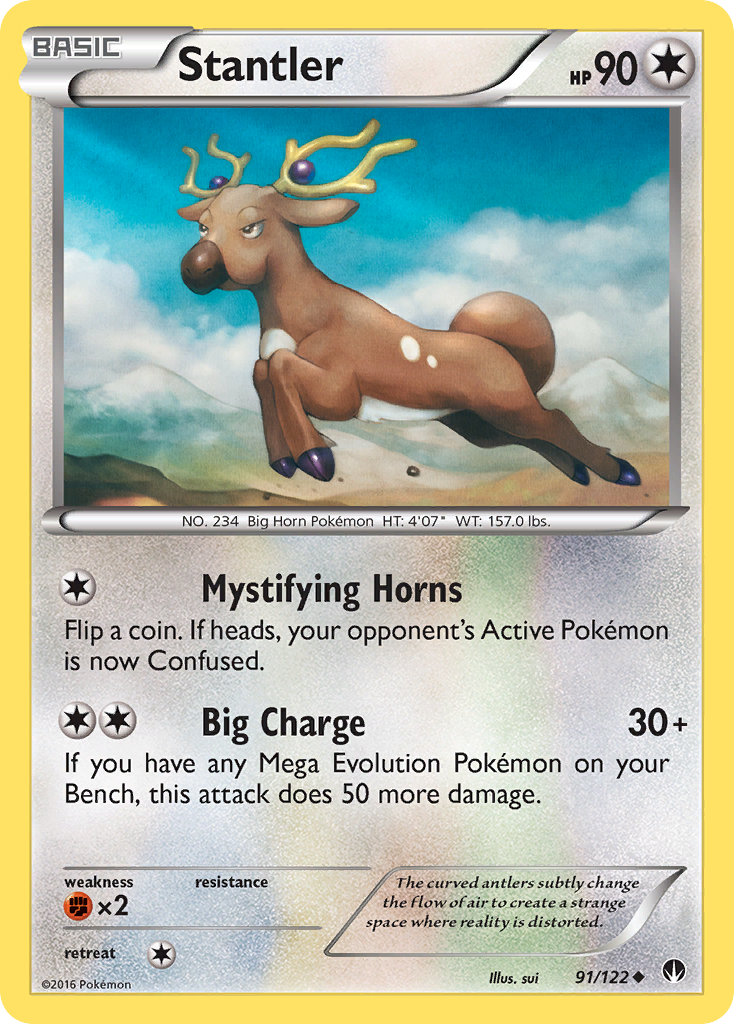 BASIC
Stantler
HP 90
NO. 234 Big Horn Pokémon HT: 4'07" WT: 157.0 lbs.
Mystifying Horns
Flip a coin. If heads, your opponent's Active Pokémon
is now Confused.
Big Charge 30+
If you have any Mega Evolution Pokémon on your
Bench, this attack does 50 more damage.
weakness resistance
×2
The curved antlers subtly change
the flow of air to create a strange
space where reality is distorted.
retreat
©2016 Pokémon
Illus. sui 91/122